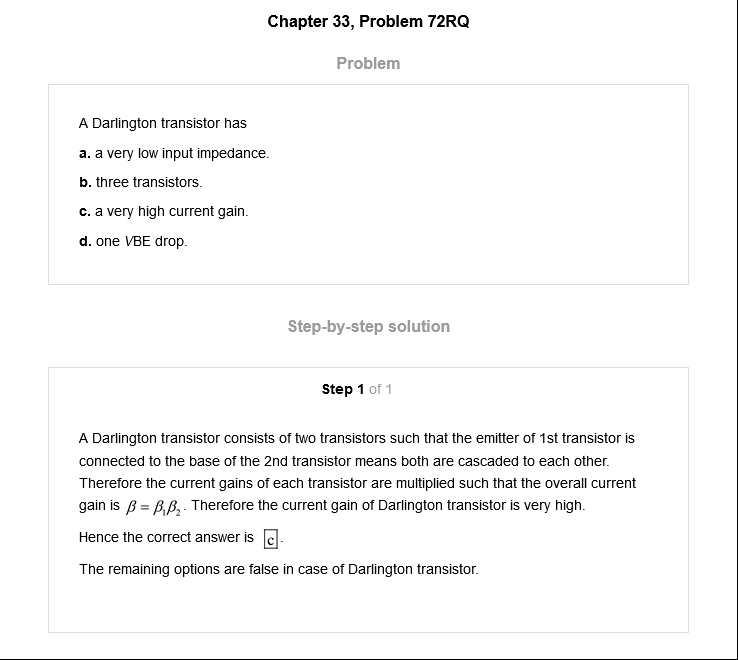 Chapter 33, Problem 72RQ
Problem
A Darlington transistor has
a. a very low input impedance.
b. three transistors.
c. a very high current gain.
d. one VBE drop.
Step-by-step solution
Step 1 of 1
A Darlington transistor consists of two transistors such that the emitter of 1st transistor is
connected to the base of the 2nd transistor means both are cascaded to each other.
Therefore the current gains of each transistor are multiplied such that the overall current
gain is β = β₁β₂. Therefore the current gain of Darlington transistor is very high.
Hence the correct answer is c.
The remaining options are false in case of Darlington transistor.